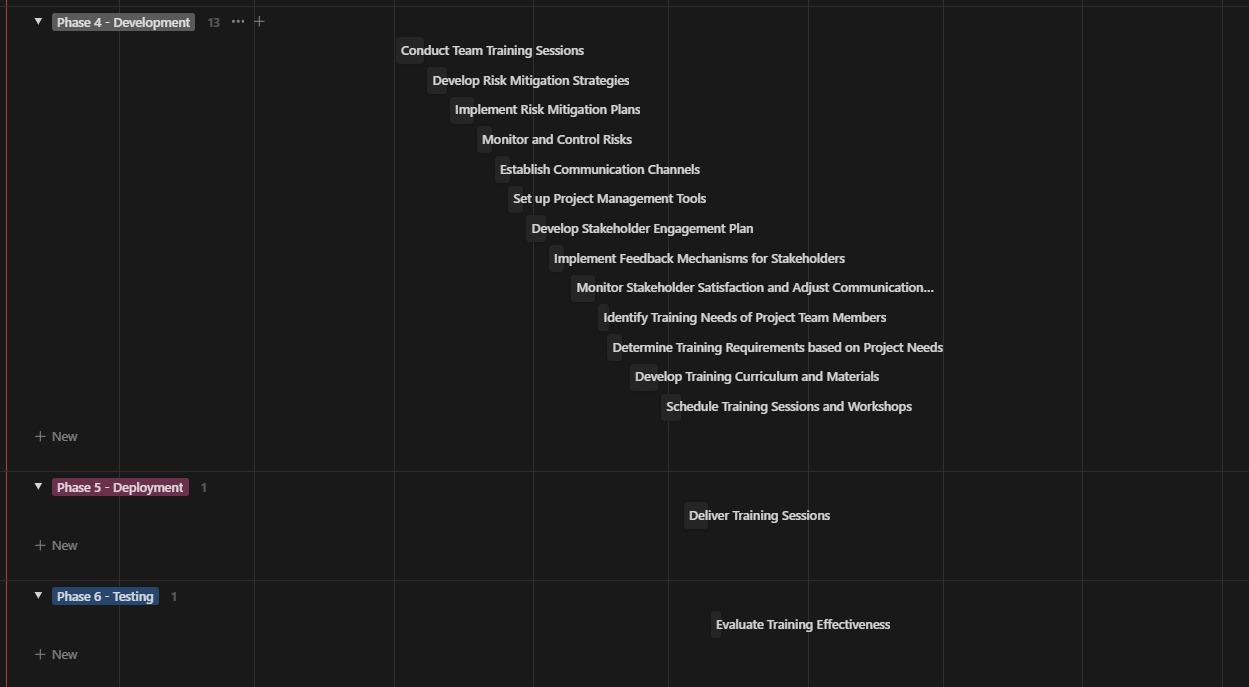 Phase 4 - Development 13
Conduct Team Training Sessions
Develop Risk Mitigation Strategies
Implement Risk Mitigation Plans
Monitor and Control Risks
Establish Communication Channels
Set up Project Management Tools
Develop Stakeholder Engagement Plan
Implement Feedback Mechanisms for Stakeholders
Monitor Stakeholder Satisfaction and Adjust Communication...
Identify Training Needs of Project Team Members
Determine Training Requirements based on Project Needs
Develop Training Curriculum and Materials
Schedule Training Sessions and Workshops
+ New
Phase 5 - Deployment 1
Deliver Training Sessions
+ New
Phase 6 - Testing 1
Evaluate Training Effectiveness
+ New